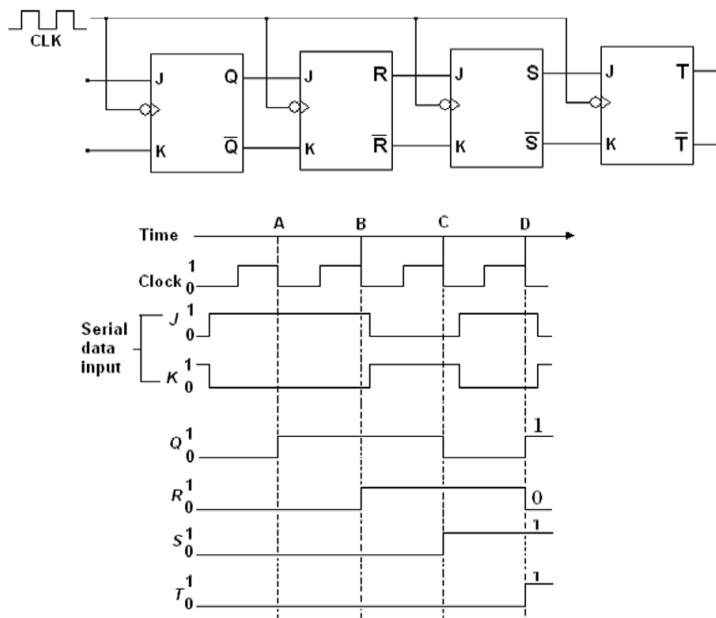 CLK
J Q J R J S J T
K Q̅ K R̅ K S̅ K T̅
A B C D
Time
Clock 1 0
Serial data input
J 1 0
K 1 0
Q 1 0 1
R 1 0 0
S 1 0 1
T 1 0 1